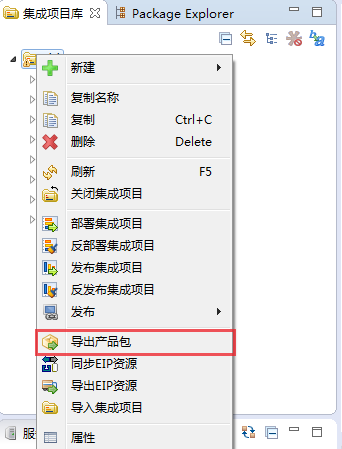 集成项目库 Package Explorer
新建
复制名称
复制 Ctrl+C
删除 Delete
刷新 F5
关闭集成项目
部署集成项目
反部署集成项目
发布集成项目
反发布集成项目
发布
导出产品包
同步EIP资源
导出EIP资源
导入集成项目
属性
服